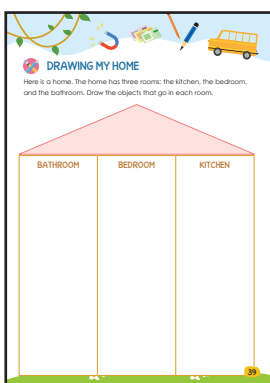 DRAWING MY HOME
Here is a home. The home has three rooms: the kitchen, the bedroom,
and the bathroom. Draw the objects that go in each room.
BATHROOM BEDROOM KITCHEN
39